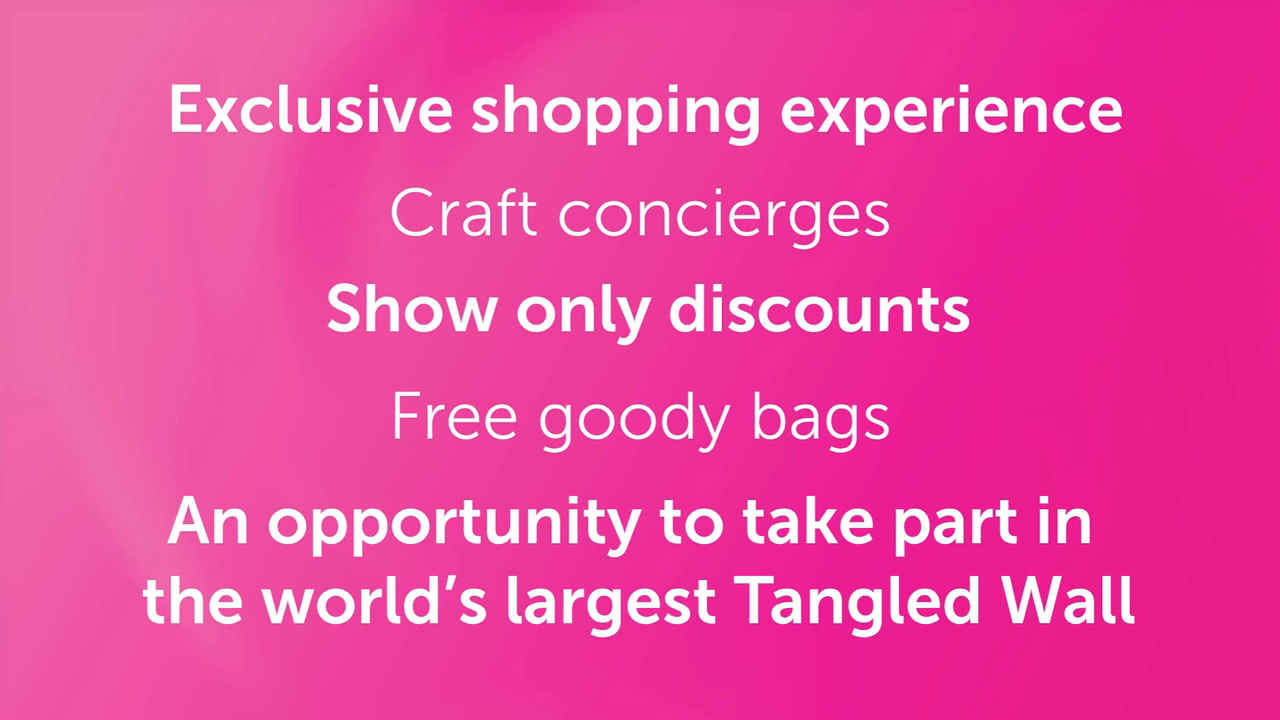 Exclusive shopping experience
Craft concierges
Show only discounts
Free goody bags
An opportunity to take part in
the world’s largest Tangled Wall